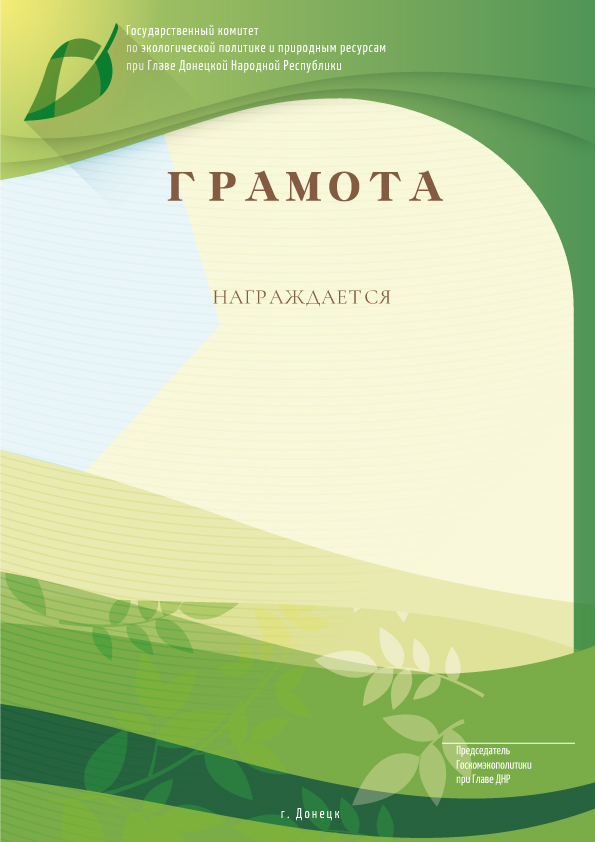 Государственный комитет
по экологической политике и природным ресурсам
при Главе Донецкой Народной Республики
ГРАМОТА
НАГРАЖДАЕТСЯ
Председатель
Госкомэкополитики
при Главе ДНР
г. Донецк